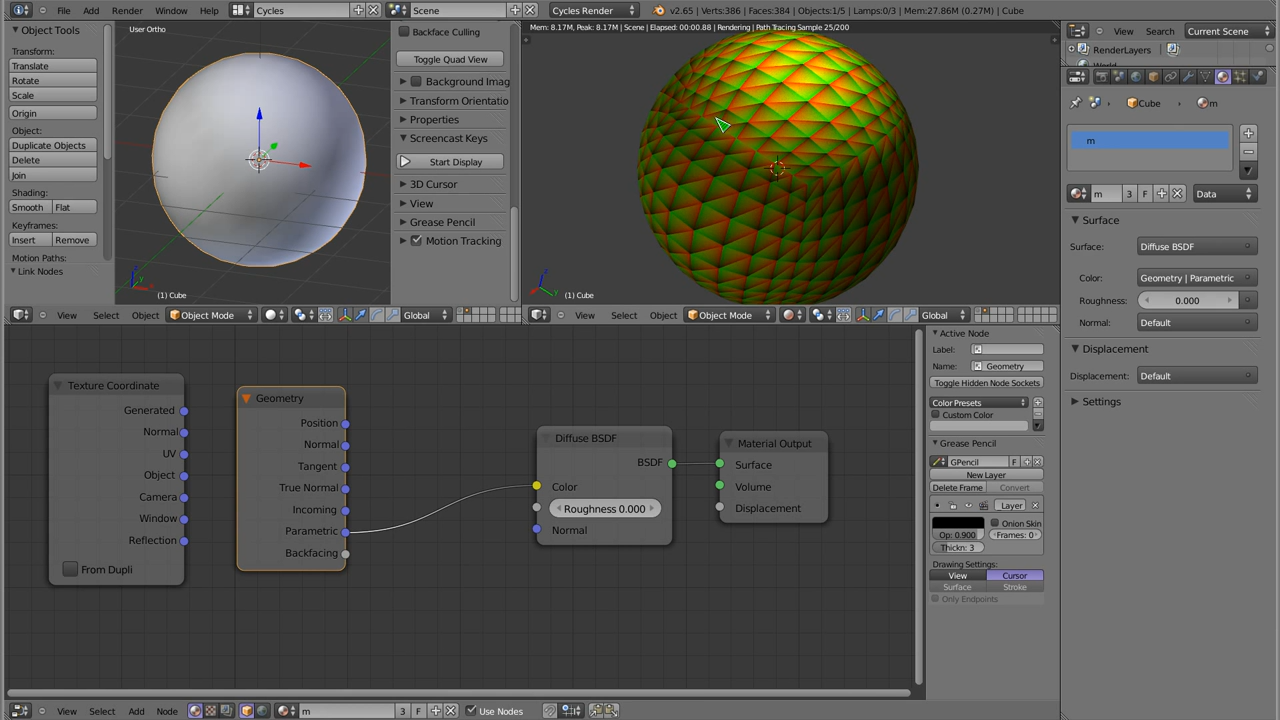 File Add Render Window Help Cycles Scene Cycles Render v2.65 | Verts:386 | Faces:384 | Objects:1/5 | Lamps:0/3 | Mem:27.86M (0.27M) | Cube
Object Tools
Transform:
Translate
Rotate
Scale
Origin
Object:
Duplicate Objects
Delete
Join
Shading:
Smooth Flat
Keyframes:
Insert Remove
Motion Paths:
Link Nodes
User Ortho
(1) Cube
Backface Culling
Toggle Quad View
Background Imag
Transform Orientatio
Properties
Screencast Keys
Start Display
3D Cursor
View
Grease Pencil
Motion Tracking
View Select Object Object Mode Global
Mem: 8.17M, Peak: 8.17M | Scene | Elapsed: 00:00.88 | Rendering | Path Tracing Sample 25/200
(1) Cube
View Select Object Object Mode Global
View Search Current Scene
RenderLayers
Cube m
m
m 3 F Data
Surface
Surface: Diffuse BSDF
Color: Geometry | Parametric
Roughness: 0.000
Normal: Default
Displacement
Displacement: Default
Settings
Texture Coordinate
Generated
Normal
UV
Object
Camera
Window
Reflection
From Dupli
Geometry
Position
Normal
Tangent
True Normal
Incoming
Parametric
Backfacing
Diffuse BSDF
BSDF
Color
Roughness 0.000
Normal
Material Output
Surface
Volume
Displacement
Active Node
Label:
Name: Geometry
Toggle Hidden Node Sockets
Color Presets
Custom Color
Grease Pencil
GPencil F
New Layer
Delete Frame Convert
Layer
Onion Skin
Op: 0.900 Frames: 0
Thickn: 3
Drawing Settings:
View Cursor
Surface Stroke
Only Endpoints
View Select Add Node m 3 F Use Nodes